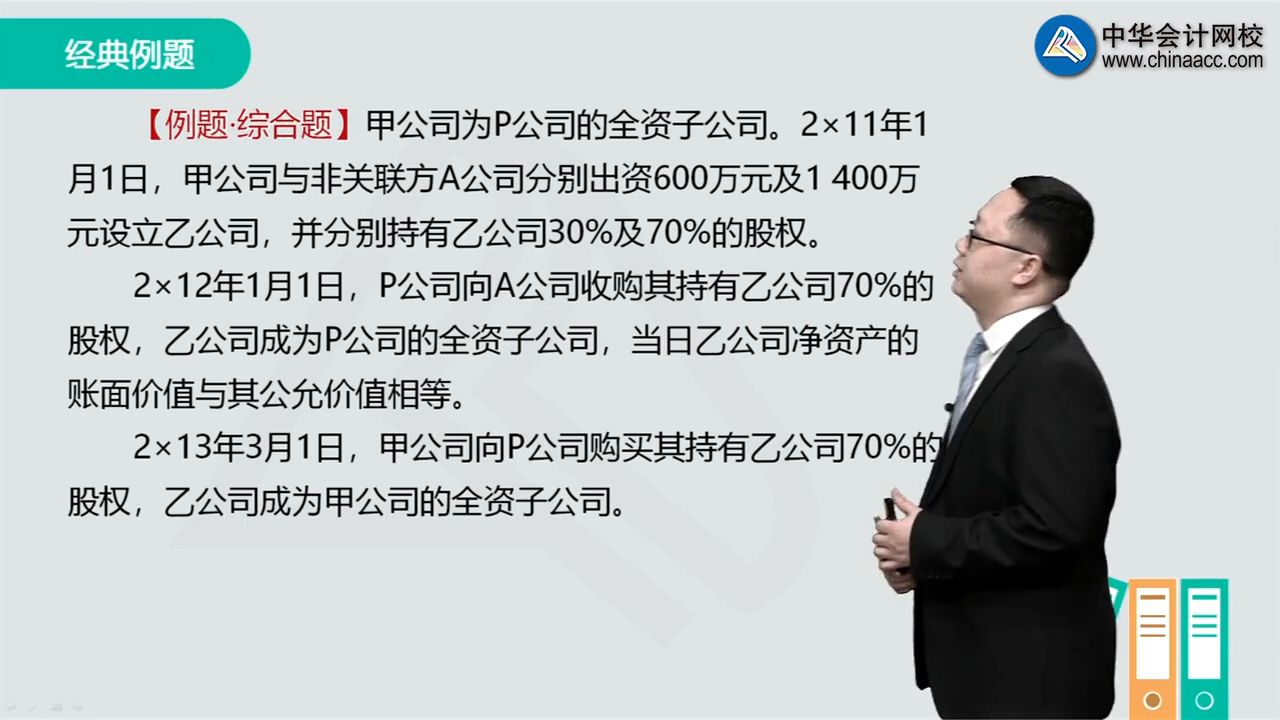 经典例题
中华会计网校
www.chinaacc.com
【例题·综合题】甲公司为P公司的全资子公司。2×11年1
月1日，甲公司与非关联方A公司分别出资600万元及1 400万
元设立乙公司，并分别持有乙公司30%及70%的股权。
2×12年1月1日，P公司向A公司收购其持有乙公司70%的
股权，乙公司成为P公司的全资子公司，当日乙公司净资产的
账面价值与其公允价值相等。
2×13年3月1日，甲公司向P公司购买其持有乙公司70%的
股权，乙公司成为甲公司的全资子公司。